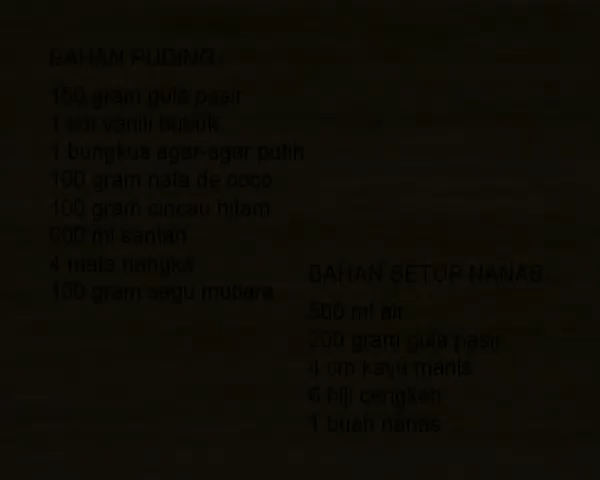 BAHAN PUDING
150 gram gula pasir
1 sdt vanili bubuk
1 bungkus agar-agar putih
100 gram nata de coco
100 gram cincau hitam
600 ml santan
4 mata nangka
100 gram sagu mutiara
BAHAN SETUP NANAS
500 ml air
200 gram gula pasir
4 cm kayu manis
6 biji cengkeh
1 buah nanas